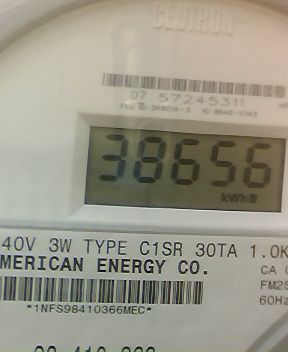 CENTRON
07 57245311
38656
kWh
40V 3W TYPE C1SR 30TA 1.0K
MERICAN ENERGY CO.
CA
FM2S
60Hz
*1NFS98410366MEC*